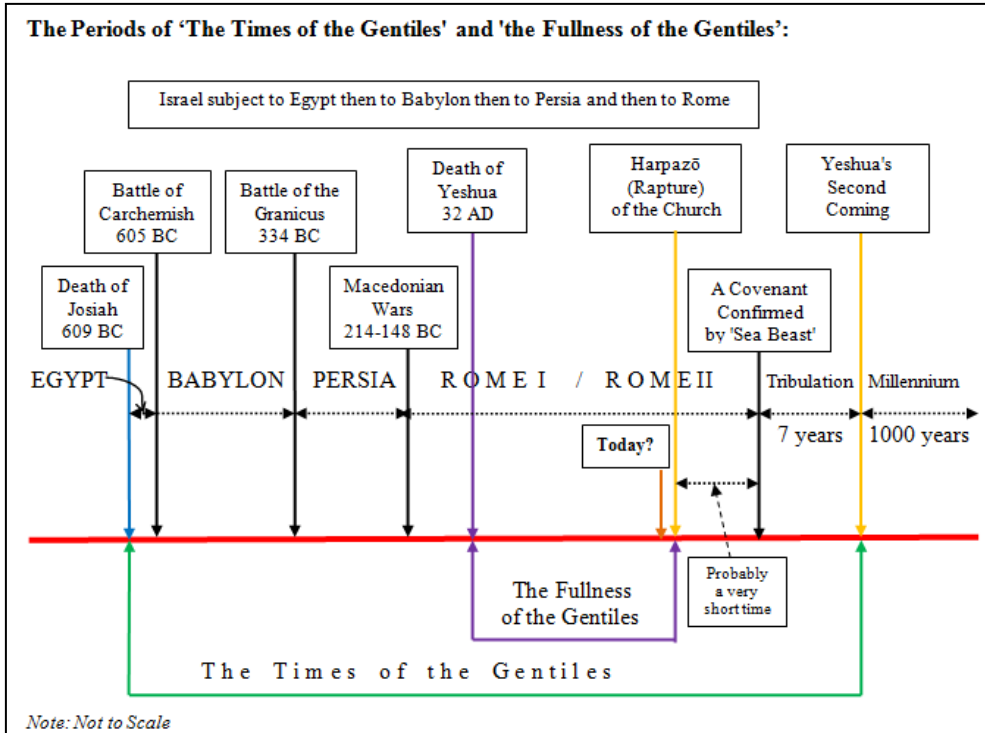 The Periods of ‘The Times of the Gentiles' and 'the Fullness of the Gentiles’:
Israel subject to Egypt then to Babylon then to Persia and then to Rome
Battle of
Carchemish
605 BC
Battle of the
Granicus
334 BC
Death of
Yeshua
32 AD
Harpazō
(Rapture)
of the Church
Yeshua's
Second
Coming
Death of
Josiah
609 BC
Macedonian
Wars
214-148 BC
A Covenant
Confirmed
by 'Sea Beast'
EGYPT
BABYLON
PERSIA
ROME I / ROME II
Tribulation
Millennium
7 years
1000 years
Today?
Probably
a very
short time
The Fullness
of the Gentiles
The Times of the Gentiles
Note: Not to Scale